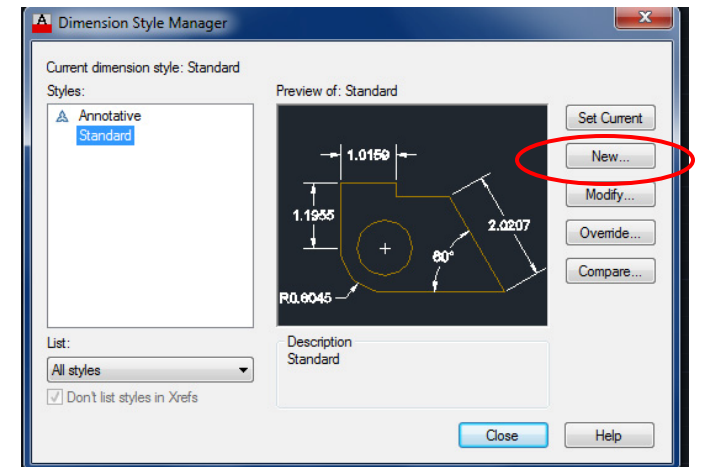 Dimension Style Manager
Current dimension style: Standard
Styles:
Annotative
Standard
Preview of: Standard
1.0159
1.1955
2.0207
60°
R0.8045
Set Current
New...
Modify...
Override...
Compare...
List:
All styles
Don't list styles in Xrefs
Description
Standard
Close
Help